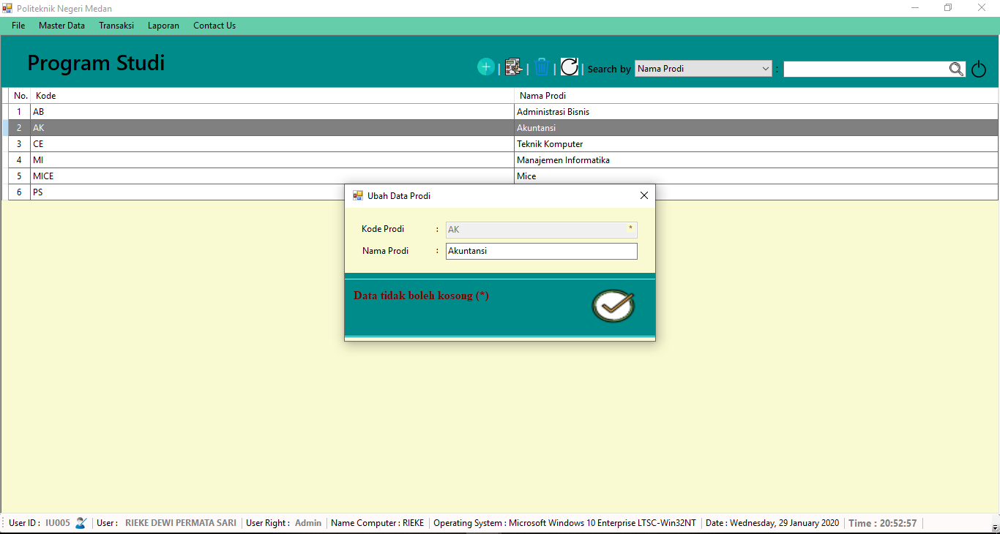 Politeknik Negeri Medan
File Master Data Transaksi Laporan Contact Us
Program Studi
| | | | Search by Nama Prodi :
No. Kode Nama Prodi
1 AB Administrasi Bisnis
2 AK Akuntansi
3 CE Teknik Komputer
4 MI Manajemen Informatika
5 MICE Mice
6 PS
Ubah Data Prodi
Kode Prodi : AK *
Nama Prodi : Akuntansi
Data tidak boleh kosong (*)
User ID : IU005 User : RIEKE DEWI PERMATA SARI User Right : Admin Name Computer : RIEKE Operating System : Microsoft Windows 10 Enterprise LTSC-Win32NT Date : Wednesday, 29 January 2020 Time : 20:52:57